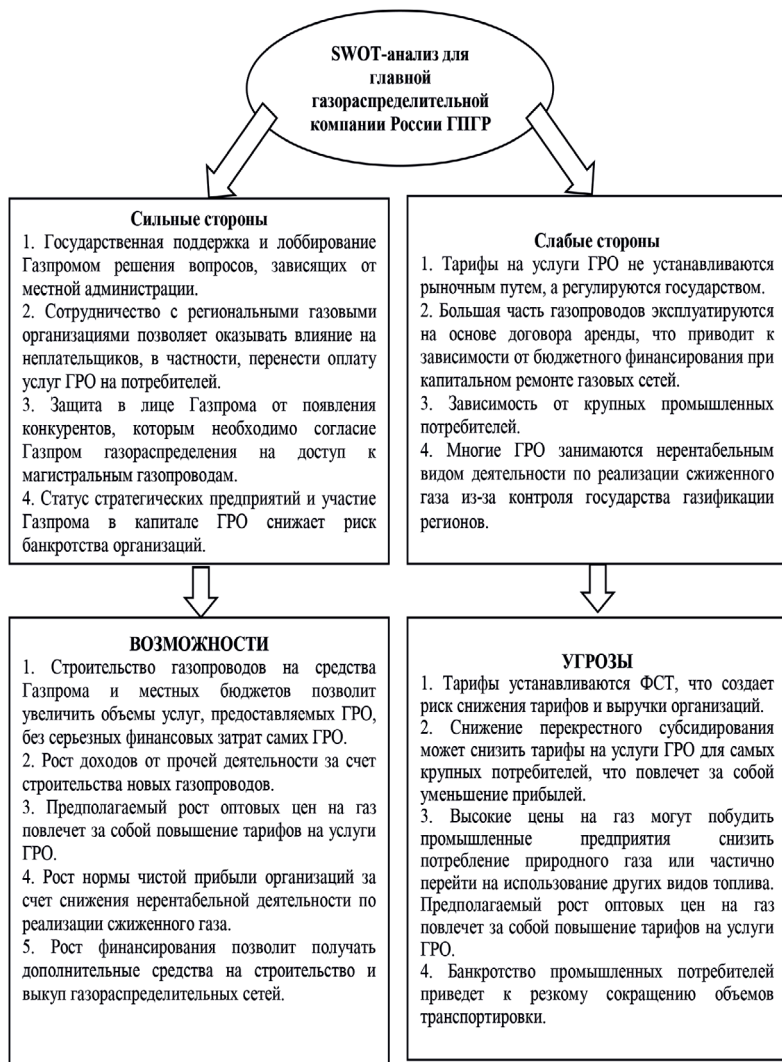 SWOT-анализ для
главной
газораспределительной
компании России ГПГР
Сильные стороны
1. Государственная поддержка и лоббирование
Газпромом решения вопросов, зависящих от
местной администрации.
2. Сотрудничество с региональными газовыми
организациями позволяет оказывать влияние на
неплательщиков, в частности, перенести оплату
услуг ГРО на потребителей.
3. Защита в лице Газпрома от появления
конкурентов, которым необходимо согласие
Газпром газораспределения на доступ к
магистральным газопроводам.
4. Статус стратегических предприятий и участие
Газпрома в капитале ГРО снижает риск
банкротства организаций.
Слабые стороны
1. Тарифы на услуги ГРО не устанавливаются
рыночным путем, а регулируются государством.
2. Большая часть газопроводов эксплуатируются
на основе договора аренды, что приводит к
зависимости от бюджетного финансирования при
капитальном ремонте газовых сетей.
3. Зависимость от крупных промышленных
потребителей.
4. Многие ГРО занимаются нерентабельным
видом деятельности по реализации сжиженного
газа из-за контроля государства газификации
регионов.
ВОЗМОЖНОСТИ
1. Строительство газопроводов на средства
Газпрома и местных бюджетов позволит
увеличить объемы услуг, предоставляемых ГРО,
без серьезных финансовых затрат самих ГРО.
2. Рост доходов от прочей деятельности за счет
строительства новых газопроводов.
3. Предполагаемый рост оптовых цен на газ
повлечет за собой повышение тарифов на услуги
ГРО.
4. Рост нормы чистой прибыли организаций за
счет снижения нерентабельной деятельности по
реализации сжиженного газа.
5. Рост финансирования позволит получать
дополнительные средства на строительство и
выкуп газораспределительных сетей.
УГРОЗЫ
1. Тарифы устанавливаются ФСТ, что создает
риск снижения тарифов и выручки организаций.
2. Снижение перекрестного субсидирования
может снизить тарифы на услуги ГРО для самых
крупных потребителей, что повлечет за собой
уменьшение прибылей.
3. Высокие цены на газ могут побудить
промышленные предприятия снизить
потребление природного газа или частично
перейти на использование других видов топлива.
Предполагаемый рост оптовых цен на газ
повлечет за собой повышение тарифов на услуги
ГРО.
4. Банкротство промышленных потребителей
приведет к резкому сокращению объемов
транспортировки.